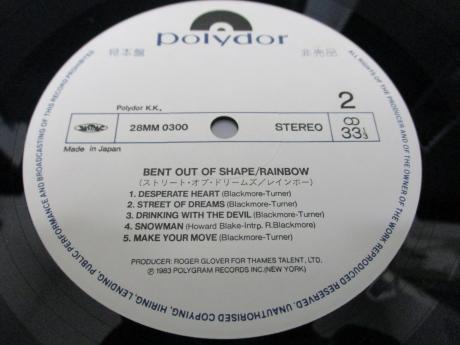 polydor
見本盤 非売品
Polydor K.K., 2
28MM 0300 STEREO 33⅓
Made in Japan
BENT OUT OF SHAPE/RAINBOW
(ストリート・オブ・ドリームズ/レインボー)
1. DESPERATE HEART (Blackmore-Turner)
2. STREET OF DREAMS (Blackmore-Turner)
3. DRINKING WITH THE DEVIL (Blackmore-Turner)
4. SNOWMAN (Howard Blake-Intrp. R.Blackmore)
5. MAKE YOUR MOVE (Blackmore-Turner)
PRODUCER: ROGER GLOVER FOR THAMES TALENT, LTD.
℗ 1983 POLYGRAM RECORDS INC.(NEW YORK)
ALL RIGHTS OF THE PRODUCER AND OF THE OWNER OF THE WORK REPRODUCED RESERVED. UNAUTHORISED COPYING, HIRING, LENDING, PUBLIC PERFORMANCE AND BROADCASTING OF THIS RECORD PROHIBITED